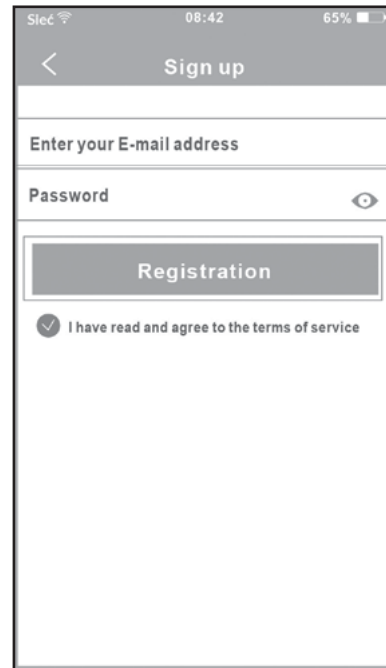 Sieć 08:42 65%
Sign up
Enter your E-mail address
Password
Registration
I have read and agree to the terms of service